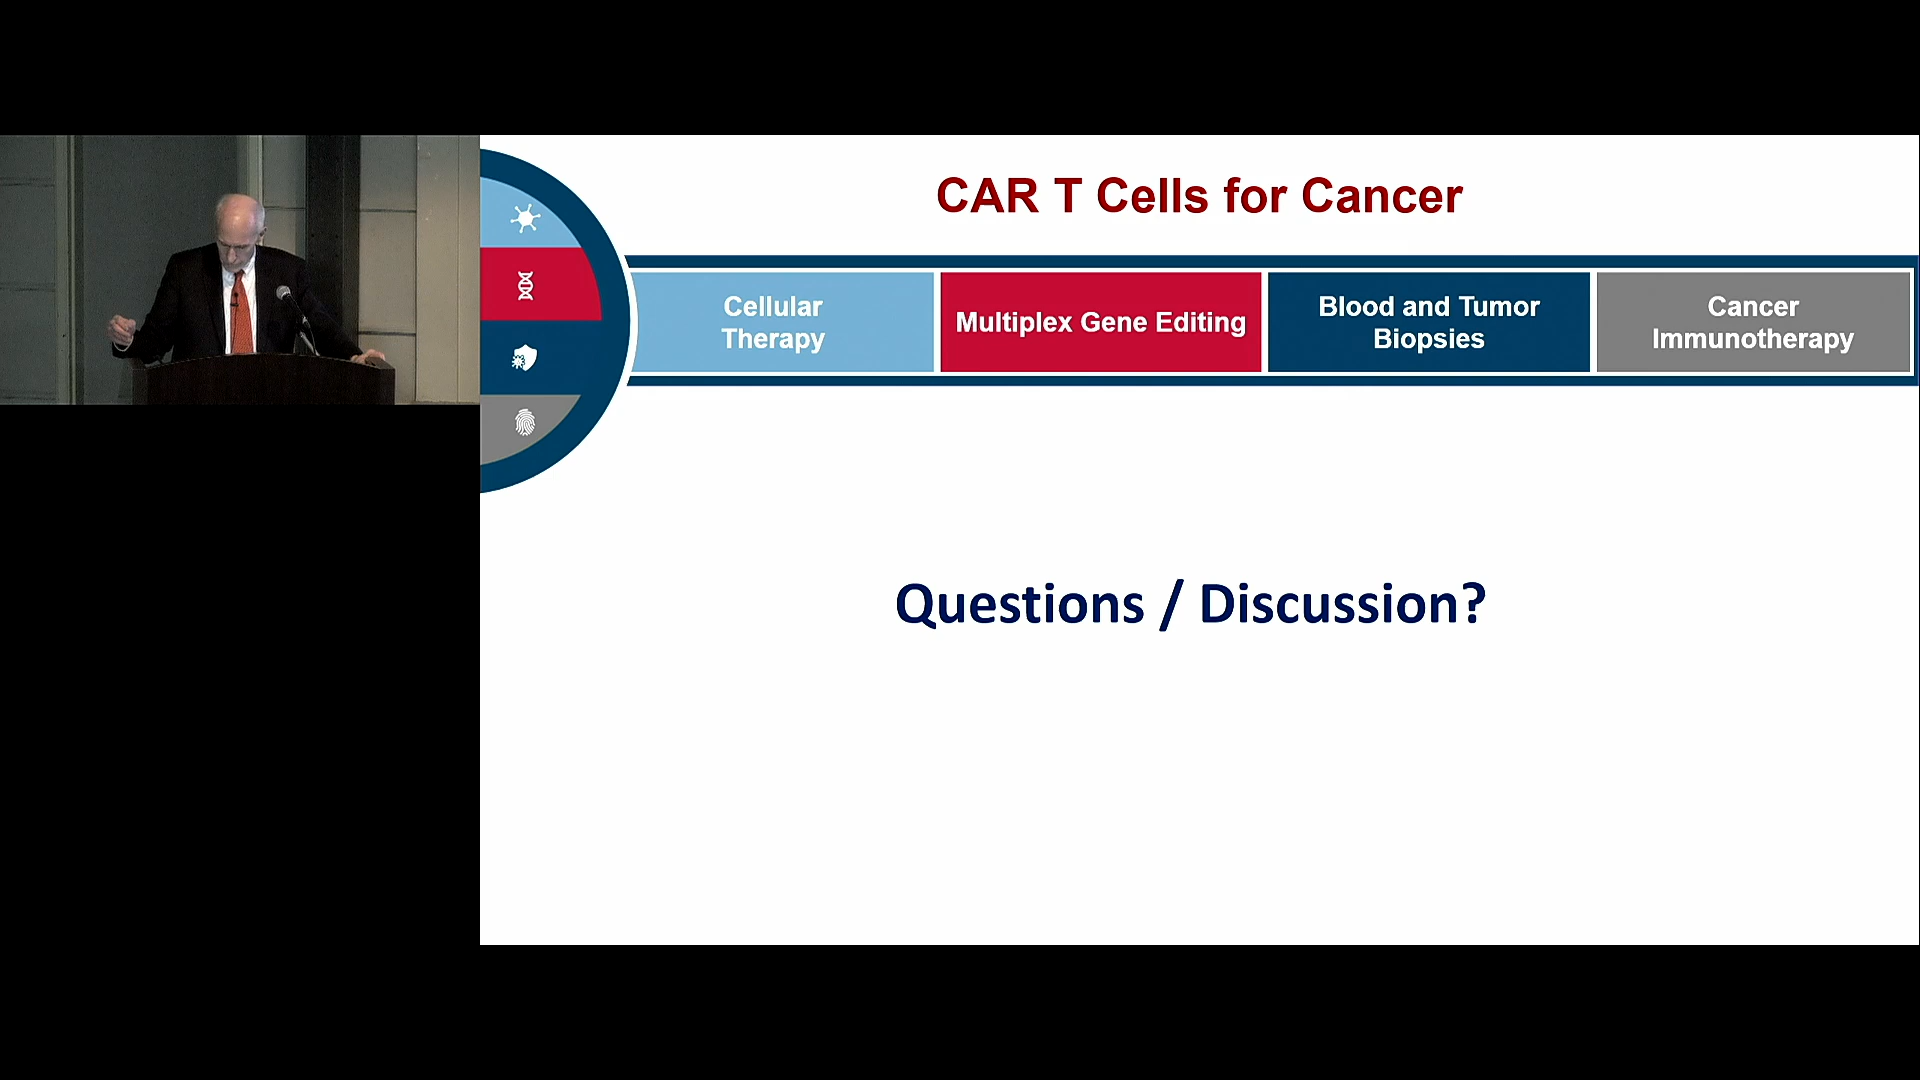 CAR T Cells for Cancer
Cellular
Therapy
Multiplex Gene Editing
Blood and Tumor
Biopsies
Cancer
Immunotherapy
Questions / Discussion?